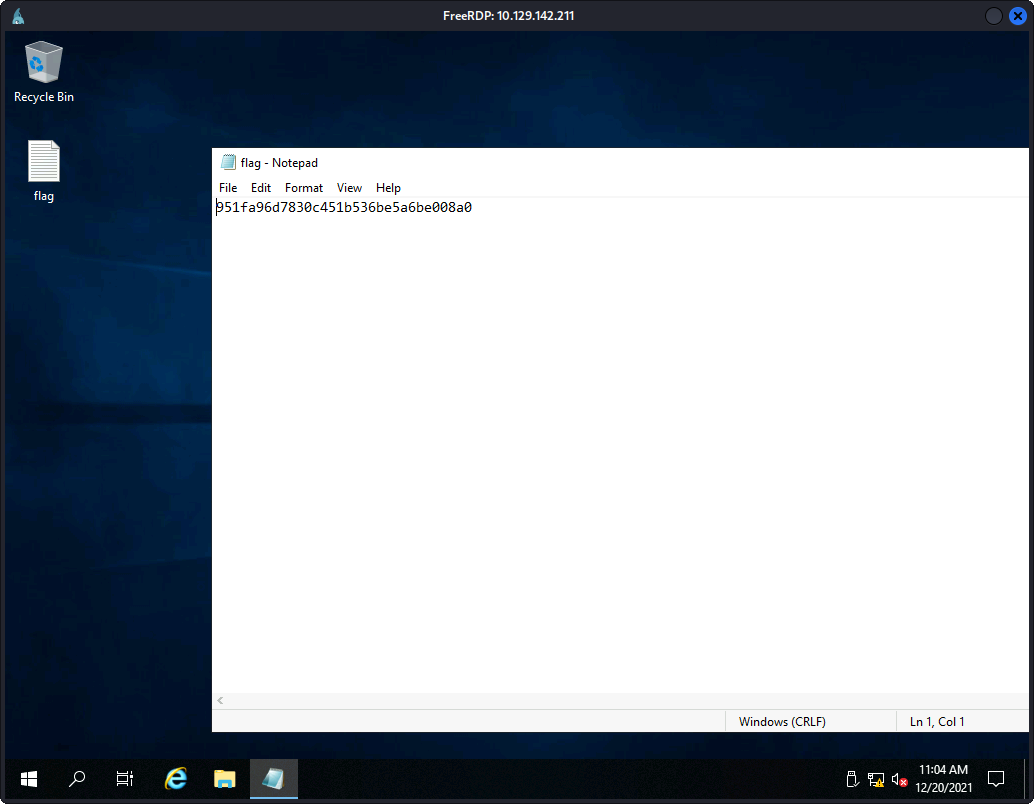 FreeRDP: 10.129.142.211
Recycle Bin
flag
flag - Notepad
File Edit Format View Help
951fa96d7830c451b536be5a6be008a0
Windows (CRLF) Ln 1, Col 1
11:04 AM
12/20/2021